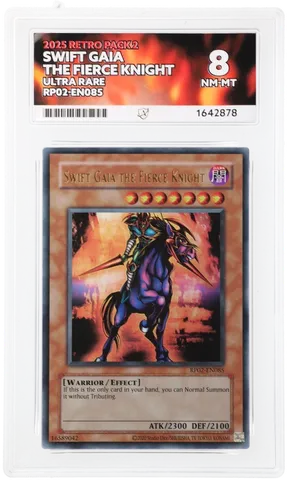 2025 RETRO PACK 2
SWIFT GAIA
THE FIERCE KNIGHT
ULTRA RARE
RP02-EN085
8
NM-MT
1642878
SWIFT GAIA THE FIERCE KNIGHT
RP02-EN085
[WARRIOR / EFFECT]
If this is the only card in your hand, you can Normal Summon
it without Tributing.
ATK/2300 DEF/2100
16589042